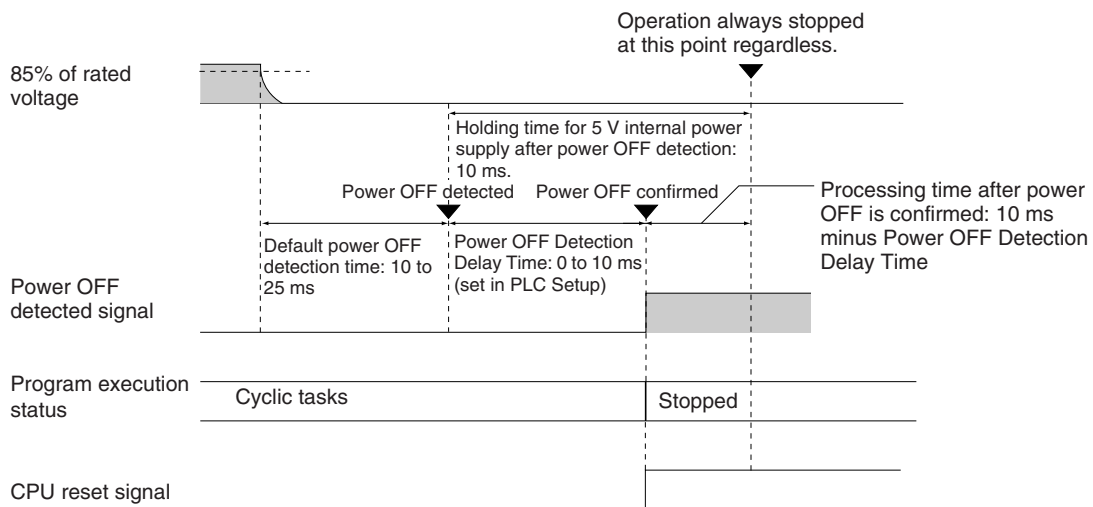 Operation always stopped
at this point regardless.
85% of rated
voltage
Holding time for 5 V internal power
supply after power OFF detection:
10 ms.
Power OFF detected
Power OFF confirmed
Processing time after power
OFF is confirmed: 10 ms
minus Power OFF Detection
Delay Time
Default power OFF
detection time: 10 to
25 ms
Power OFF Detection
Delay Time: 0 to 10 ms
(set in PLC Setup)
Power OFF
detected signal
Program execution
status
Cyclic tasks
Stopped
CPU reset signal